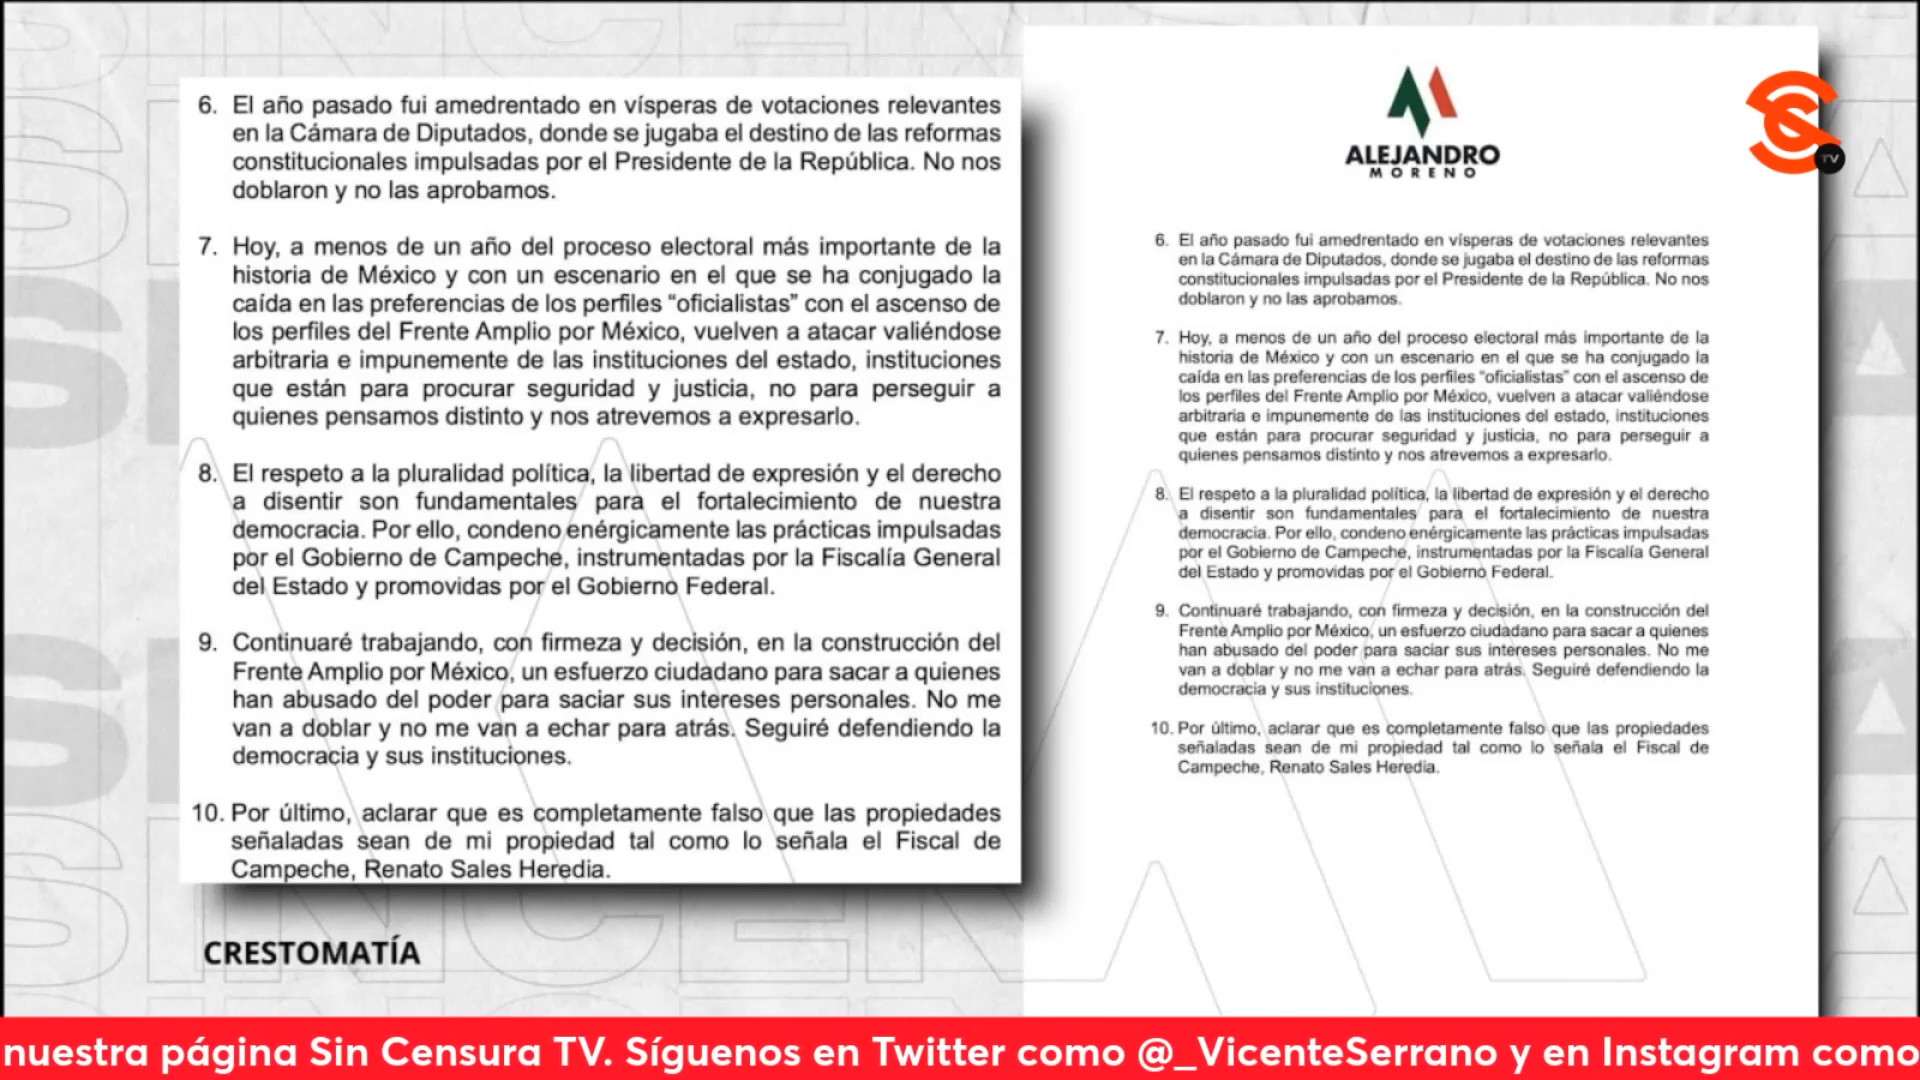 6. El año pasado fui amedrentado en vísperas de votaciones relevantes
en la Cámara de Diputados, donde se jugaba el destino de las reformas
constitucionales impulsadas por el Presidente de la República. No nos
doblaron y no las aprobamos.
7. Hoy, a menos de un año del proceso electoral más importante de la
historia de México y con un escenario en el que se ha conjugado la
caída en las preferencias de los perfiles “oficialistas” con el ascenso de
los perfiles del Frente Amplio por México, vuelven a atacar valiéndose
arbitraria e impunemente de las instituciones del estado, instituciones
que están para procurar seguridad y justicia, no para perseguir a
quienes pensamos distinto y nos atrevemos a expresarlo.
8. El respeto a la pluralidad política, la libertad de expresión y el derecho
a disentir son fundamentales para el fortalecimiento de nuestra
democracia. Por ello, condeno enérgicamente las prácticas impulsadas
por el Gobierno de Campeche, instrumentadas por la Fiscalía General
del Estado y promovidas por el Gobierno Federal.
9. Continuaré trabajando, con firmeza y decisión, en la construcción del
Frente Amplio por México, un esfuerzo ciudadano para sacar a quienes
han abusado del poder para saciar sus intereses personales. No me
van a doblar y no me van a echar para atrás. Seguiré defendiendo la
democracia y sus instituciones.
10. Por último, aclarar que es completamente falso que las propiedades
señaladas sean de mi propiedad tal como lo señala el Fiscal de
Campeche, Renato Sales Heredia.
CRESTOMATÍA
ALEJANDRO
MORENO
TV
6. El año pasado fui amedrentado en vísperas de votaciones relevantes
en la Cámara de Diputados, donde se jugaba el destino de las reformas
constitucionales impulsadas por el Presidente de la República. No nos
doblaron y no las aprobamos.
7. Hoy, a menos de un año del proceso electoral más importante de la
historia de México y con un escenario en el que se ha conjugado la
caída en las preferencias de los perfiles “oficialistas” con el ascenso de
los perfiles del Frente Amplio por México, vuelven a atacar valiéndose
arbitraria e impunemente de las instituciones del estado, instituciones
que están para procurar seguridad y justicia, no para perseguir a
quienes pensamos distinto y nos atrevemos a expresarlo.
8. El respeto a la pluralidad política, la libertad de expresión y el derecho
a disentir son fundamentales para el fortalecimiento de nuestra
democracia. Por ello, condeno enérgicamente las prácticas impulsadas
por el Gobierno de Campeche, instrumentadas por la Fiscalía General
del Estado y promovidas por el Gobierno Federal.
9. Continuaré trabajando, con firmeza y decisión, en la construcción del
Frente Amplio por México, un esfuerzo ciudadano para sacar a quienes
han abusado del poder para saciar sus intereses personales. No me
van a doblar y no me van a echar para atrás. Seguiré defendiendo la
democracia y sus instituciones.
10. Por último, aclarar que es completamente falso que las propiedades
señaladas sean de mi propiedad tal como lo señala el Fiscal de
Campeche, Renato Sales Heredia.
nuestra página Sin Censura TV. Síguenos en Twitter como @_VicenteSerrano y en Instagram como